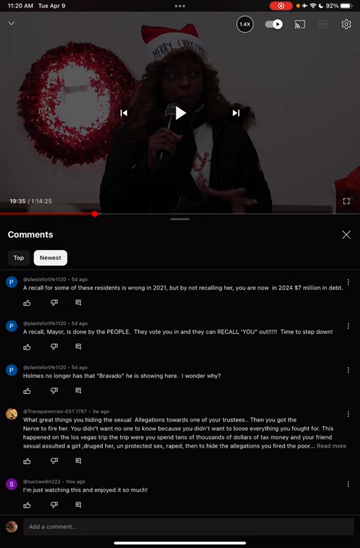 11:20 AM Tue Apr 9
92%
1.4X
MERRY CHRISTMAS
19:35 / 1:14:25
Comments
Top
Newest
@plantsforlife1120 • 5d ago
A recall for some of these residents is wrong in 2021, but by not recalling her, you are now in 2024 $7 million in debt.
@plantsforlife1120 • 5d ago
A recall, Mayor, is done by the PEOPLE. They vote you in and they can RECALL "YOU" out!!!!! Time to step down!
@plantsforlife1120 • 5d ago
Holmes no longer has that "Bravado" he is showing here. I wonder why?
@Transparencies-EST.1787 • 3w ago
What great things you hiding the sexual Allegations towards one of your trustees.. Then you got the
Nerve to fire her. You didn't want no one to know because you didn't want to loose everything you fought for. This
happened on the los vegas trip the trip were you spend tens of thousands of dollars of tax money and your friend
sexual assulted a girl ,druged her, un protected sex, raped, then to hide the allegations you fired the poor... Read more
@succeedin222 • 1mo ago
I'm just watching this and enjoyed it so much!
Add a comment...